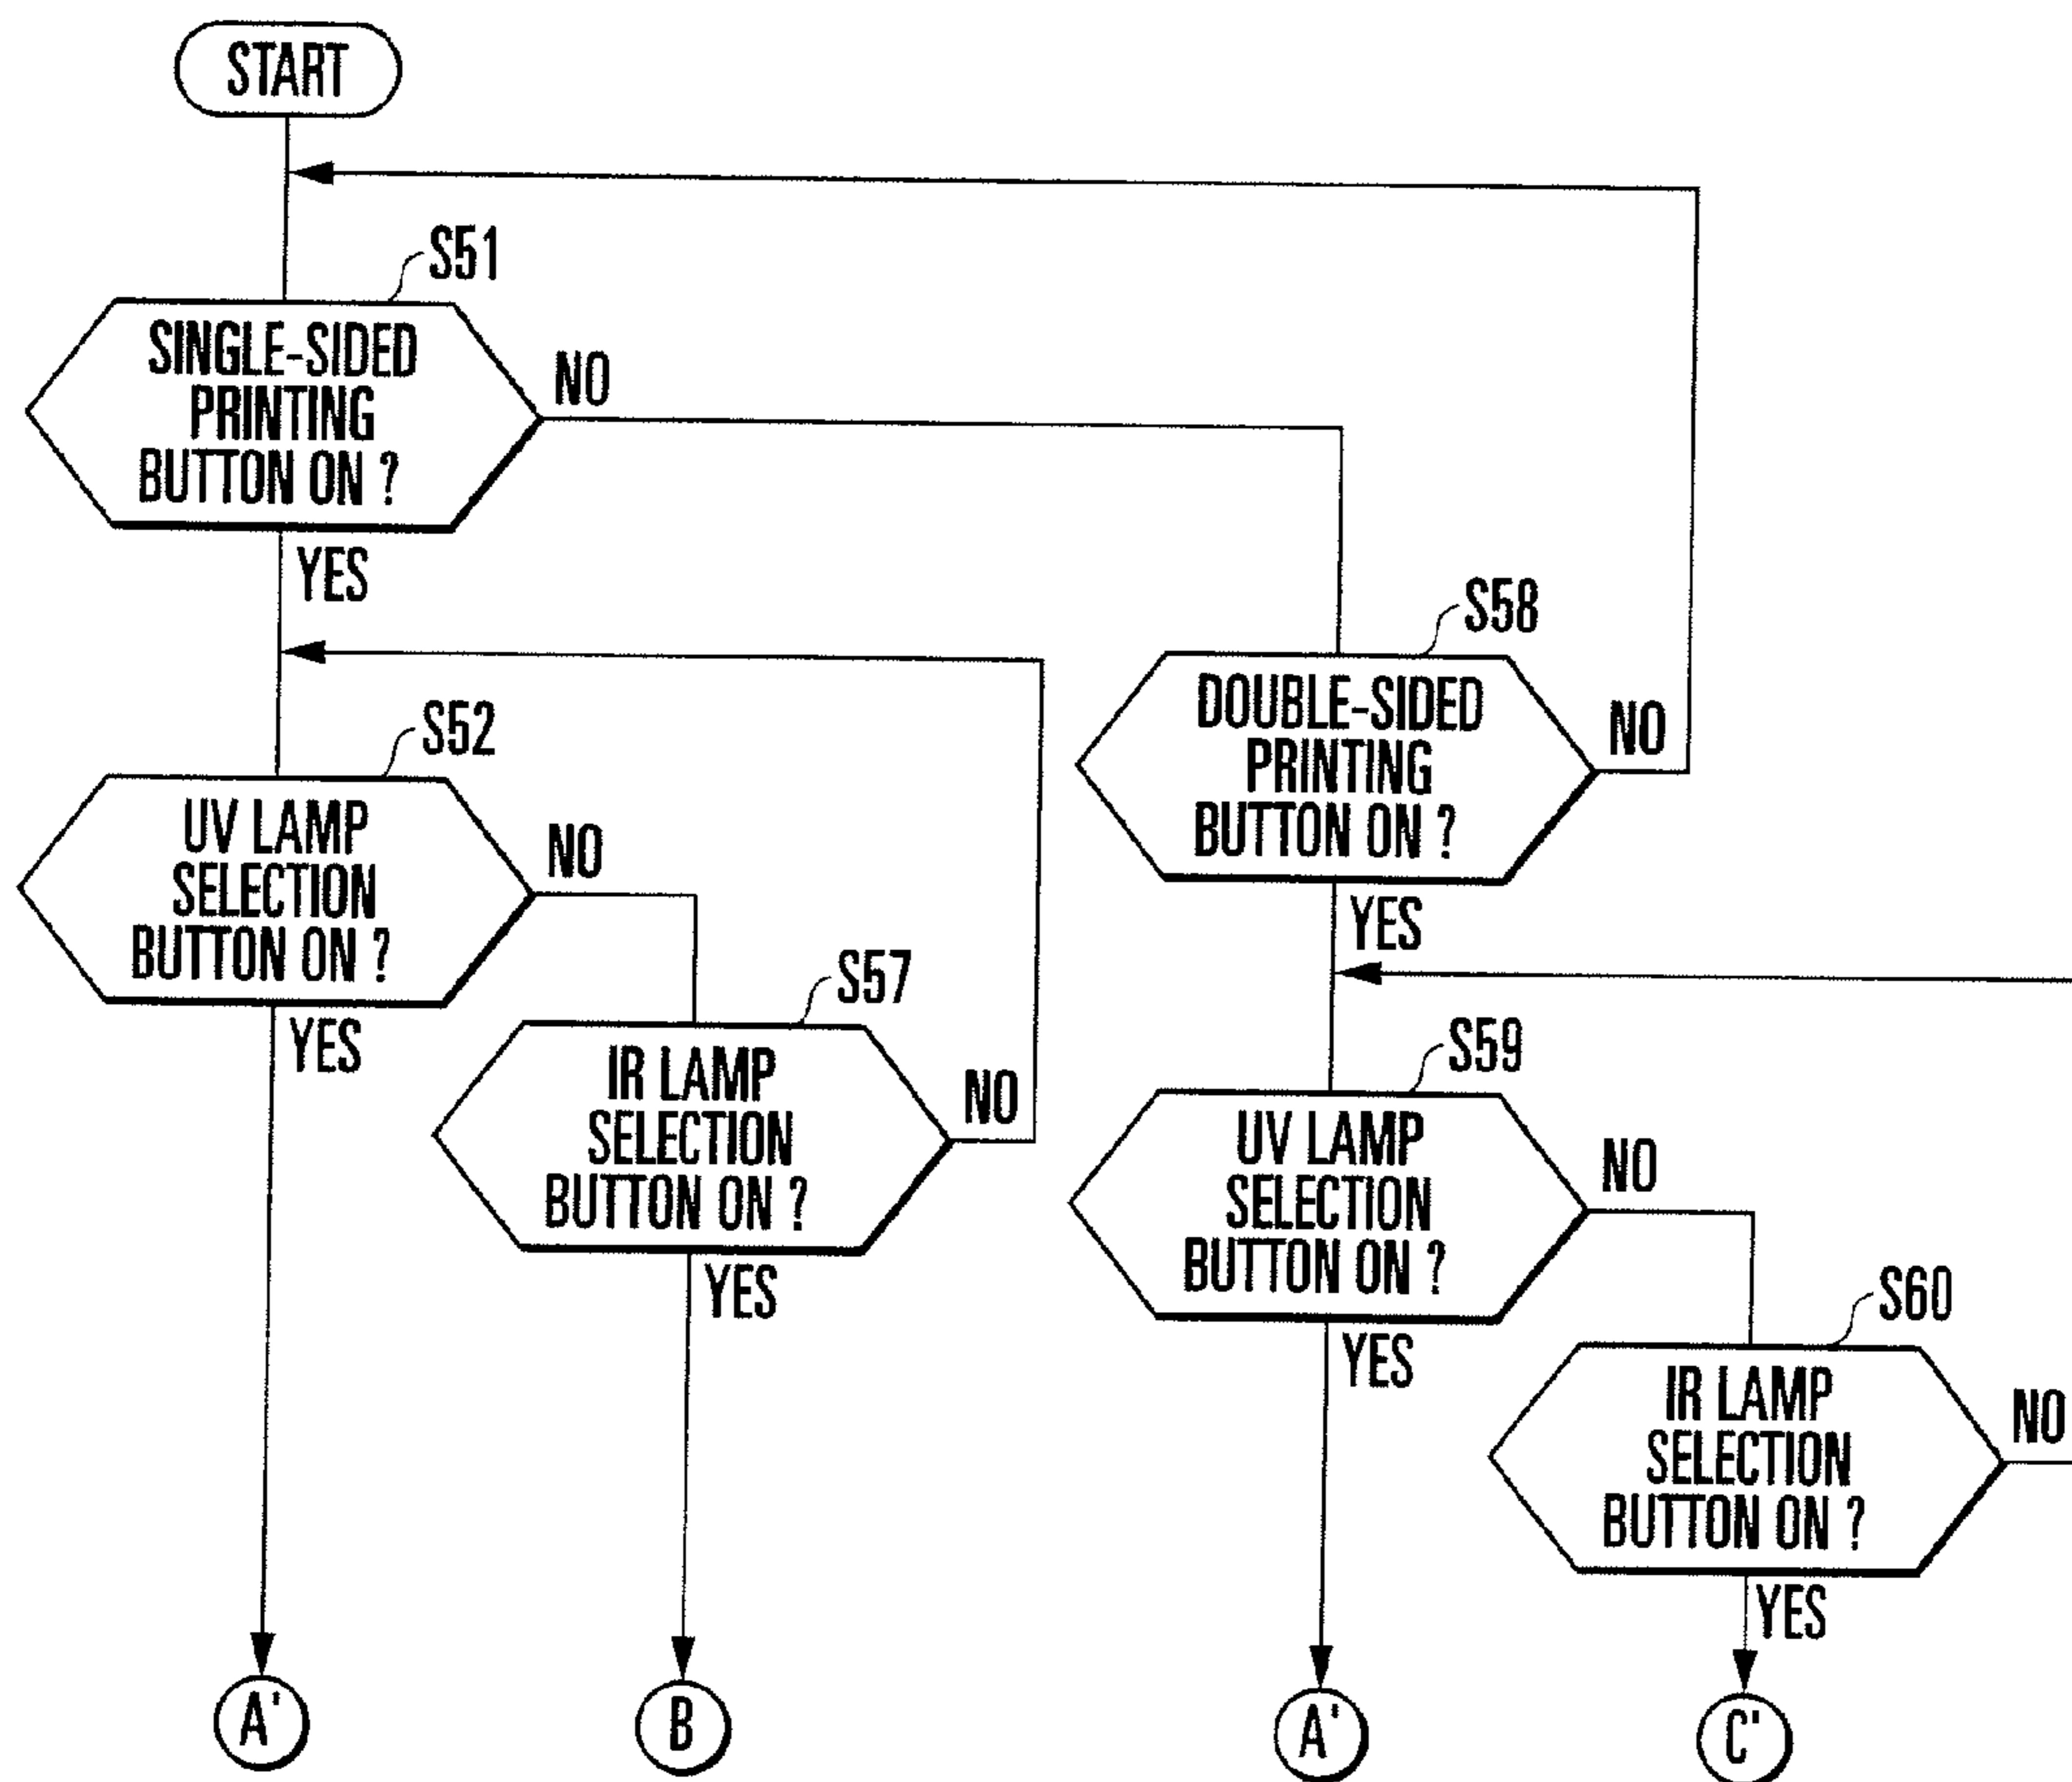 START
S51
SINGLE-SIDED
PRINTING
BUTTON ON ?
NO
YES
S58
DOUBLE-SIDED
PRINTING
BUTTON ON ?
NO
YES
S52
UV LAMP
SELECTION
BUTTON ON ?
NO
YES
S57
IR LAMP
SELECTION
BUTTON ON ?
NO
YES
S59
UV LAMP
SELECTION
BUTTON ON ?
NO
YES
S60
IR LAMP
SELECTION
BUTTON ON ?
NO
YES
A'
B
A'
C'